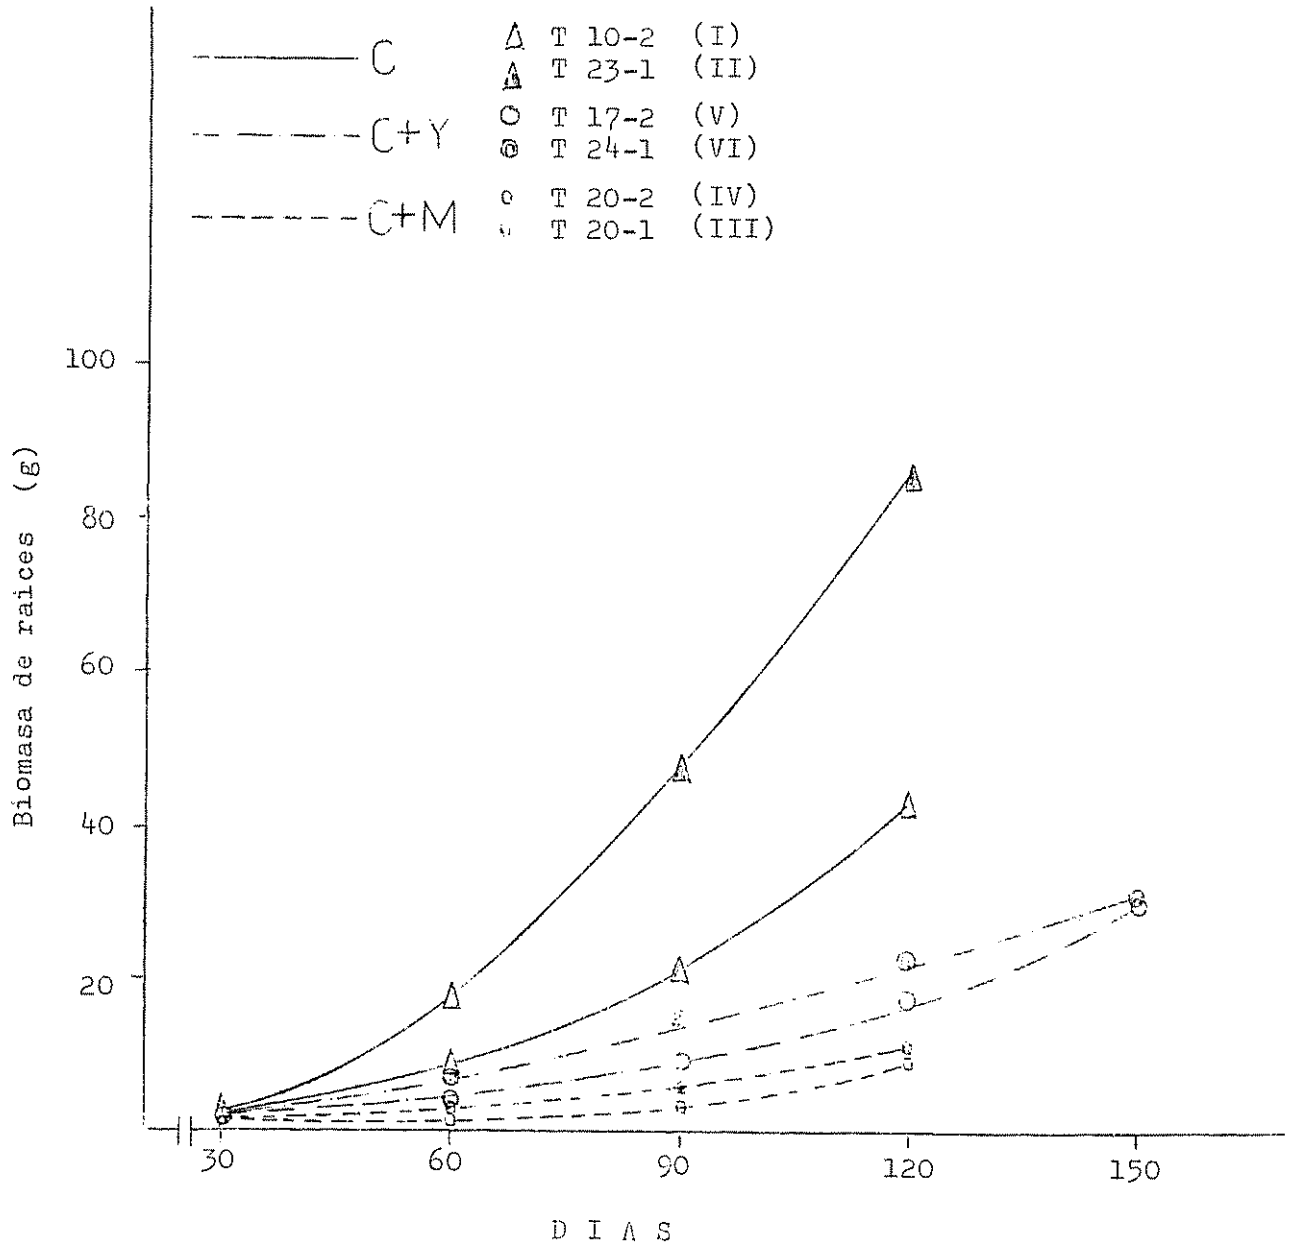 C
C+Y
C+M
T 10-2 (I)
T 23-1 (II)
T 17-2 (V)
T 24-1 (VI)
T 20-2 (IV)
T 20-1 (III)
Biomasa de raices (g)
100
80
60
40
20
30 60 90 120 150
D I A S